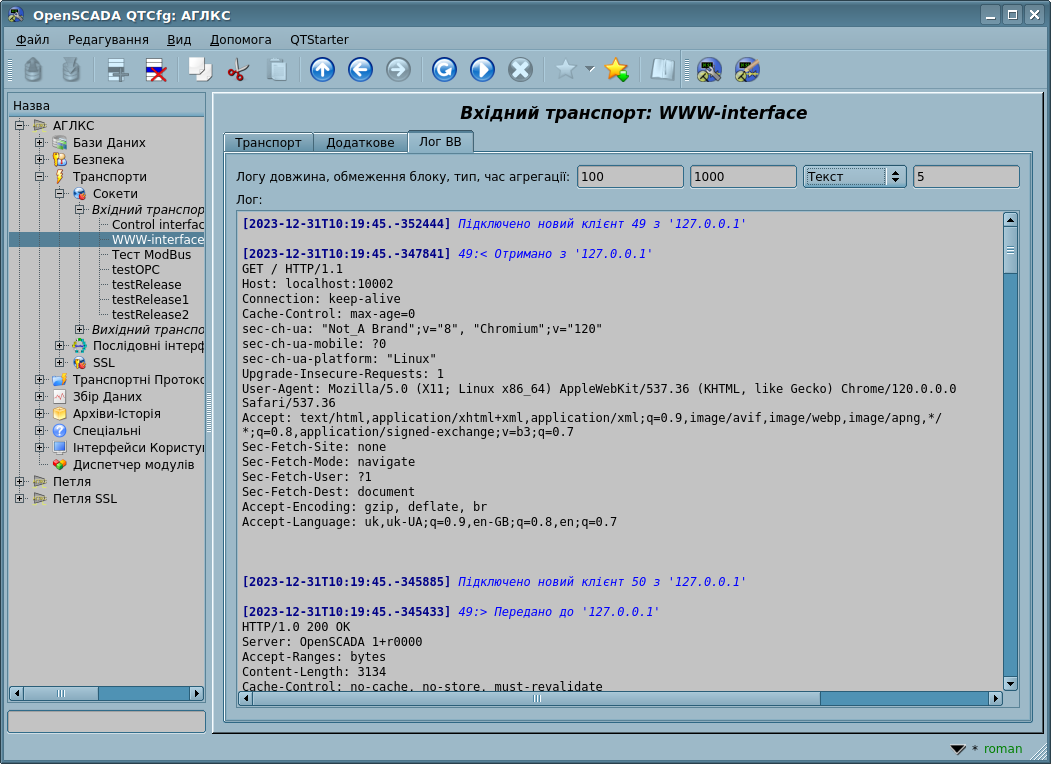 OpenSCADA QTCfg: АГЛКС
Файл Редагування Вид Допомога QTStarter
Назва
АГЛКС
Бази Даних
Безпека
Транспорти
Сокети
Вхідний транспор
Control interfac
WWW-interface
Тест ModBus
testOPC
testRelease
testRelease1
testRelease2
Вихідний транспо
Послідовні інтерф
SSL
Транспортні Протоко
Збір Даних
Архіви-Історія
Спеціальні
Інтерфейси Користу
Диспетчер модулів
Петля
Петля SSL
Вхідний транспорт: WWW-interface
Транспорт Додаткове Лог ВВ
Логу довжина, обмеження блоку, тип, час агрегації: 100 1000 Текст 5
Лог:
[2023-12-31T10:19:45.-352444] Підключено новий клієнт 49 з '127.0.0.1'
[2023-12-31T10:19:45.-347841] 49:< Отримано з '127.0.0.1'
GET / HTTP/1.1
Host: localhost:10002
Connection: keep-alive
Cache-Control: max-age=0
sec-ch-ua: "Not_A Brand";v="8", "Chromium";v="120"
sec-ch-ua-mobile: ?0
sec-ch-ua-platform: "Linux"
Upgrade-Insecure-Requests: 1
User-Agent: Mozilla/5.0 (X11; Linux x86_64) AppleWebKit/537.36 (KHTML, like Gecko) Chrome/120.0.0.0
Safari/537.36
Accept: text/html,application/xhtml+xml,application/xml;q=0.9,image/avif,image/webp,image/apng,*/
*;q=0.8,application/signed-exchange;v=b3;q=0.7
Sec-Fetch-Site: none
Sec-Fetch-Mode: navigate
Sec-Fetch-User: ?1
Sec-Fetch-Dest: document
Accept-Encoding: gzip, deflate, br
Accept-Language: uk,uk-UA;q=0.9,en-GB;q=0.8,en;q=0.7
[2023-12-31T10:19:45.-345885] Підключено новий клієнт 50 з '127.0.0.1'
[2023-12-31T10:19:45.-345433] 49:> Передано до '127.0.0.1'
HTTP/1.0 200 OK
Server: OpenSCADA 1+r0000
Accept-Ranges: bytes
Content-Length: 3134
Cache-Control: no-cache, no-store, must-revalidate
* roman